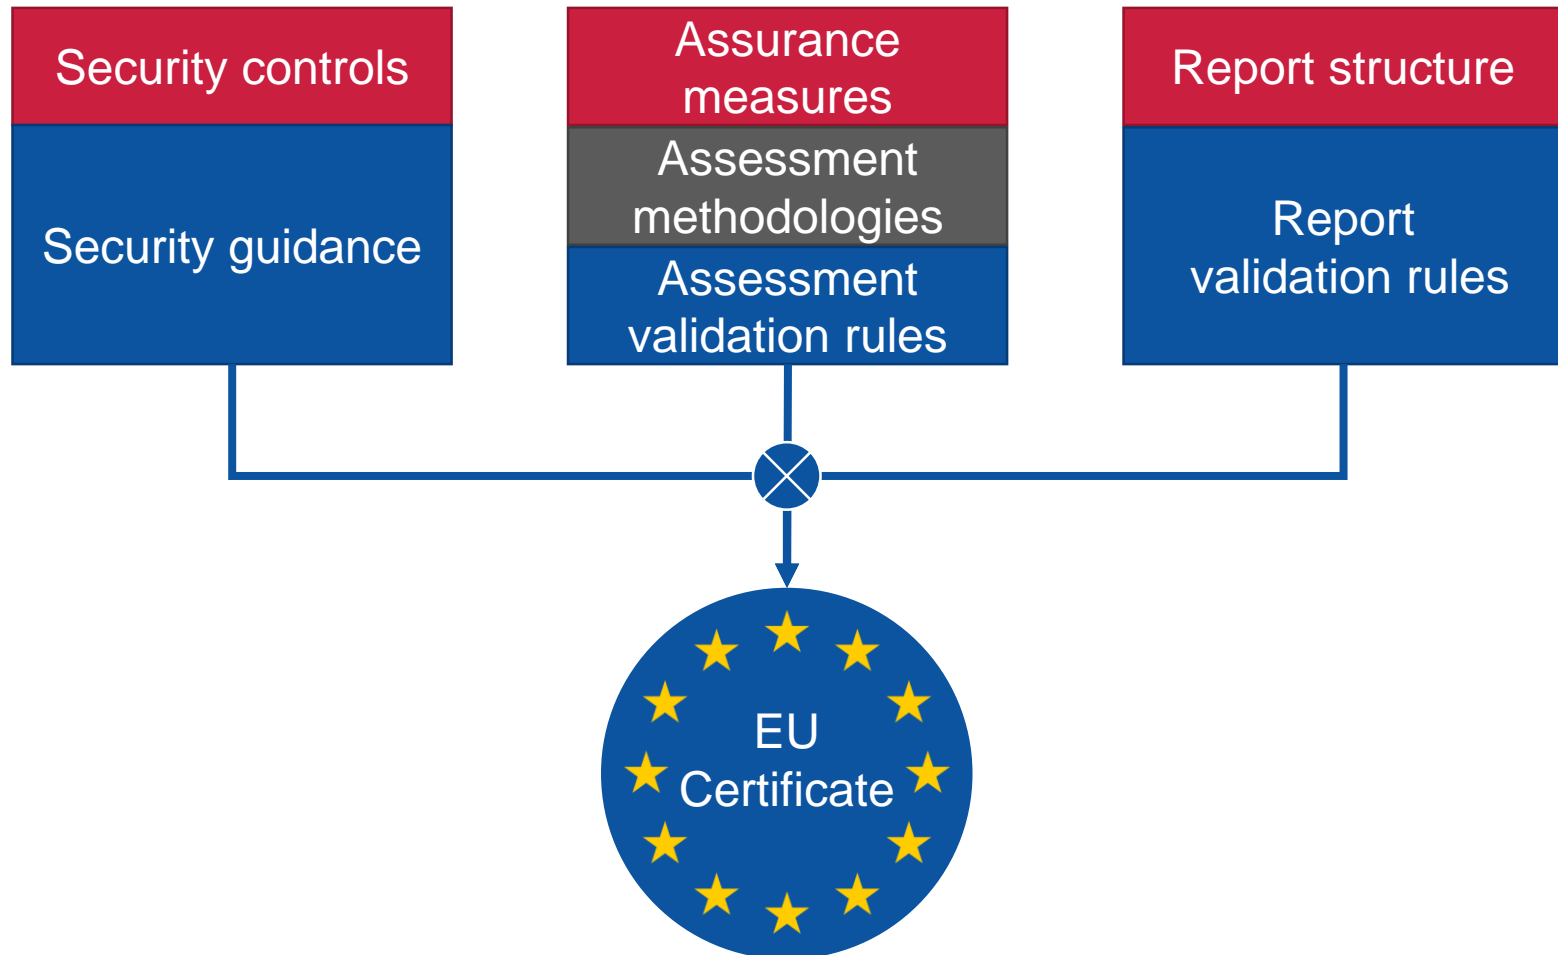 Security controls
Security guidance
Assurance
measures
Assessment
methodologies
Assessment
validation rules
Report structure
Report
validation rules
EU
Certificate